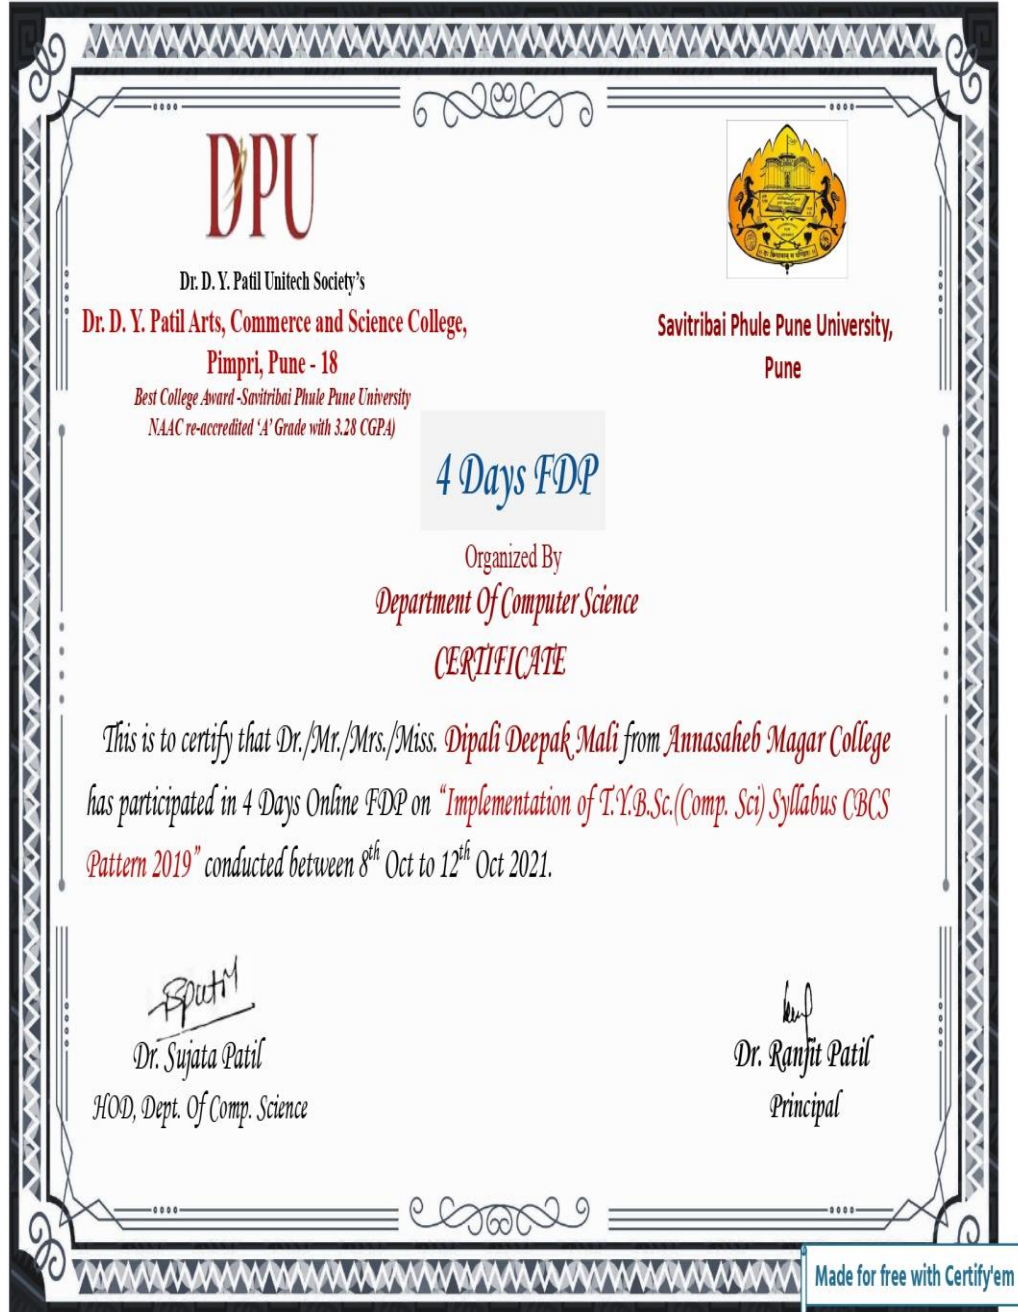 DPU
Dr. D. Y. Patil Unitech Society's
Dr. D. Y. Patil Arts, Commerce and Science College,
Pimpri, Pune - 18
Best College Award -Savitribai Phule Pune University
NAAC re-accredited 'A' Grade with 3.28 CGPA)
Savitribai Phule Pune University,
Pune
4 Days FDP
Organized By
Department Of Computer Science
CERTIFICATE
This is to certify that Dr./Mr./Mrs./Miss. Dipali Deepak Mali from Annasaheb Magar College
has participated in 4 Days Online FDP on "Implementation of T.Y.B.Sc.(Comp. Sci) Syllabus CBCS
Pattern 2019" conducted between 8th Oct to 12th Oct 2021.
Dr. Sujata Patil
HOD, Dept. Of Comp. Science
Dr. Ranjit Patil
Principal
Made for free with Certify'em